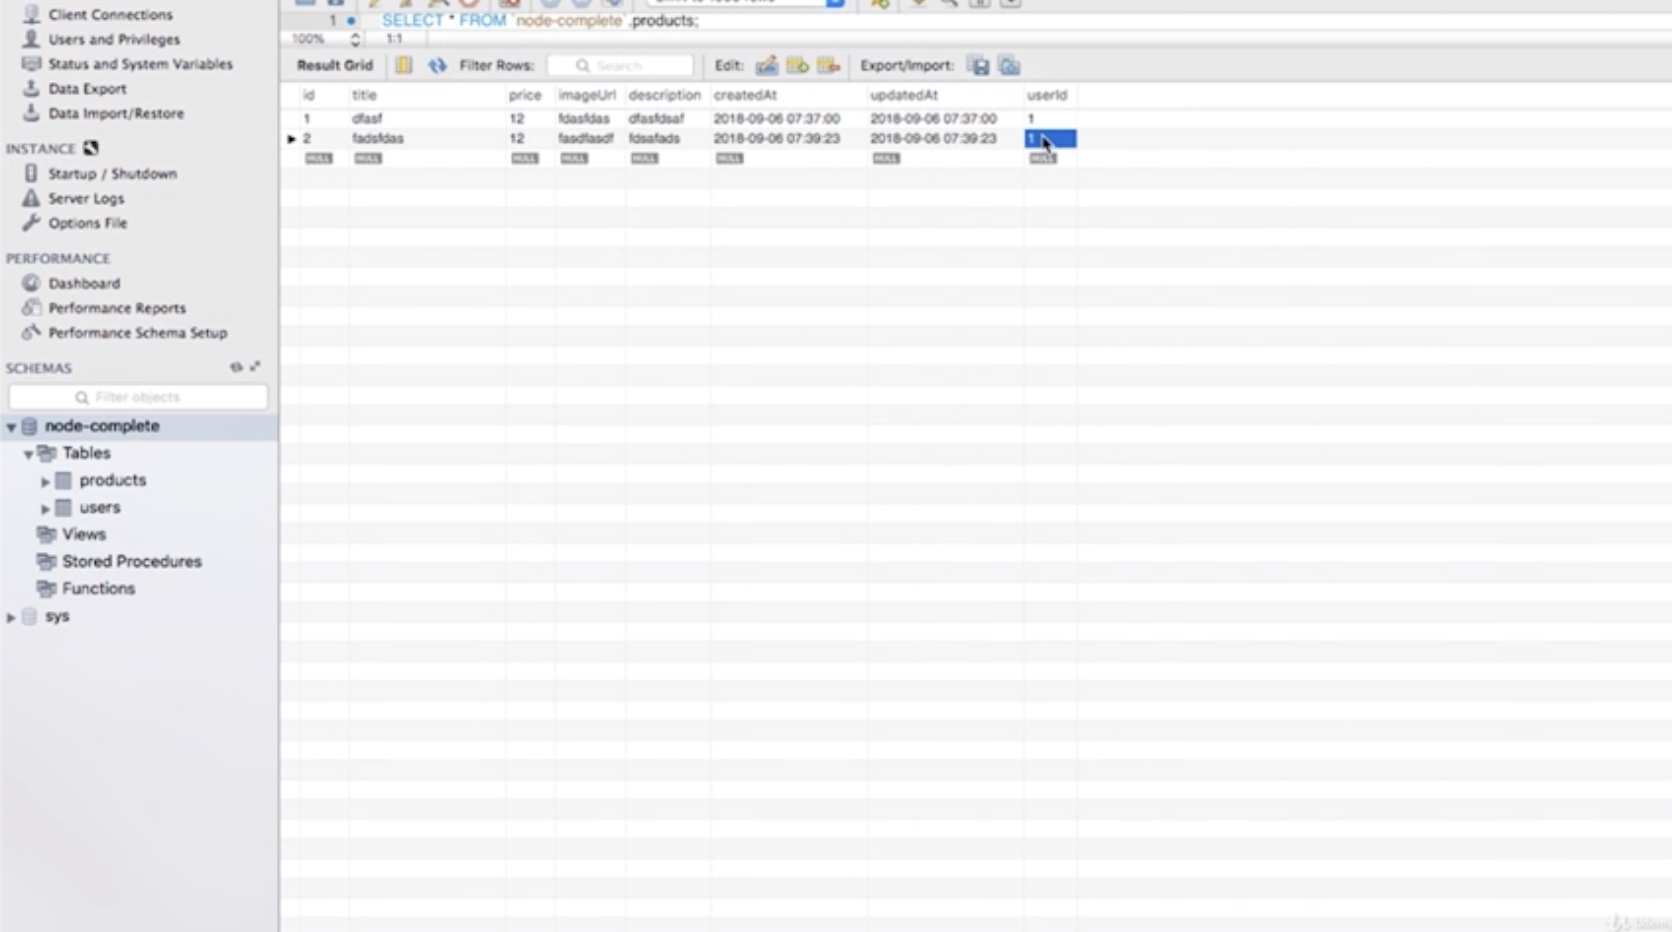 Client Connections
Users and Privileges
Status and System Variables
Data Export
Data Import/Restore
INSTANCE
Startup / Shutdown
Server Logs
Options File
PERFORMANCE
Dashboard
Performance Reports
Performance Schema Setup
SCHEMAS
Filter objects
node-complete
Tables
products
users
Views
Stored Procedures
Functions
sys
1 SELECT * FROM `node-complete`.products;
100% 1:1
Result Grid Filter Rows: Search Edit: Export/Import:
id title price imageUrl description createdAt updatedAt userId
1 dfasf 12 fdasfdas dfasfdsaf 2018-09-06 07:37:00 2018-09-06 07:37:00 1
2 fadsfdas 12 fasdfasdf fdsafads 2018-09-06 07:39:23 2018-09-06 07:39:23 1
NULL NULL NULL NULL NULL NULL NULL NULL
Udemy